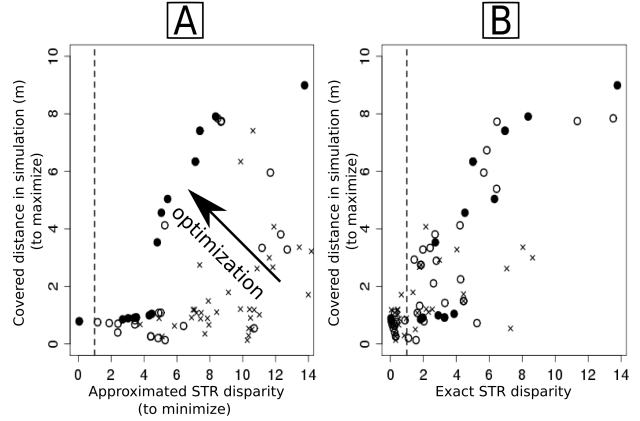 A
B
Covered distance in simulation (m)
(to maximize)
0
2
4
6
8
10
0
2
4
6
8
10
12
14
Approximated STR disparity
(to minimize)
optimization
Covered distance in simulation (m)
(to maximize)
0
2
4
6
8
10
0
2
4
6
8
10
12
14
Exact STR disparity